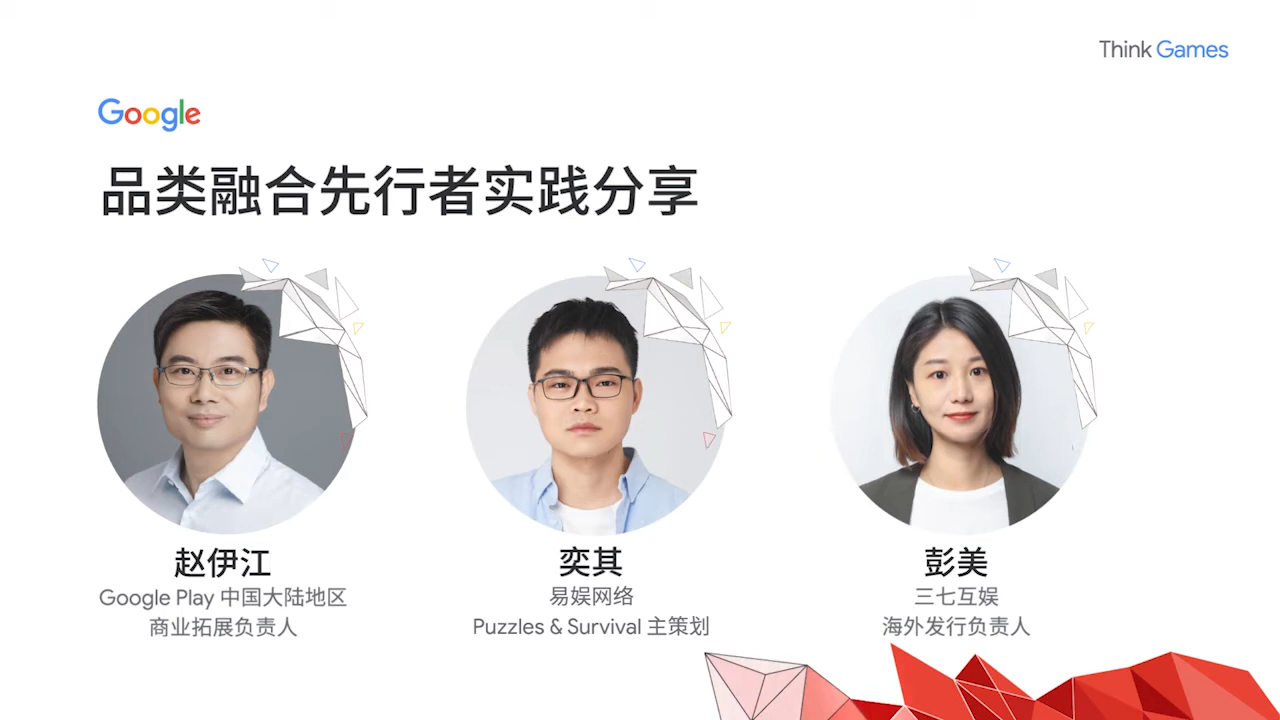 Think Games
Google
品类融合先行者实践分享
赵伊江
Google Play 中国大陆地区
商业拓展负责人
奕其
易娱网络
Puzzles & Survival 主策划
彭美
三七互娱
海外发行负责人